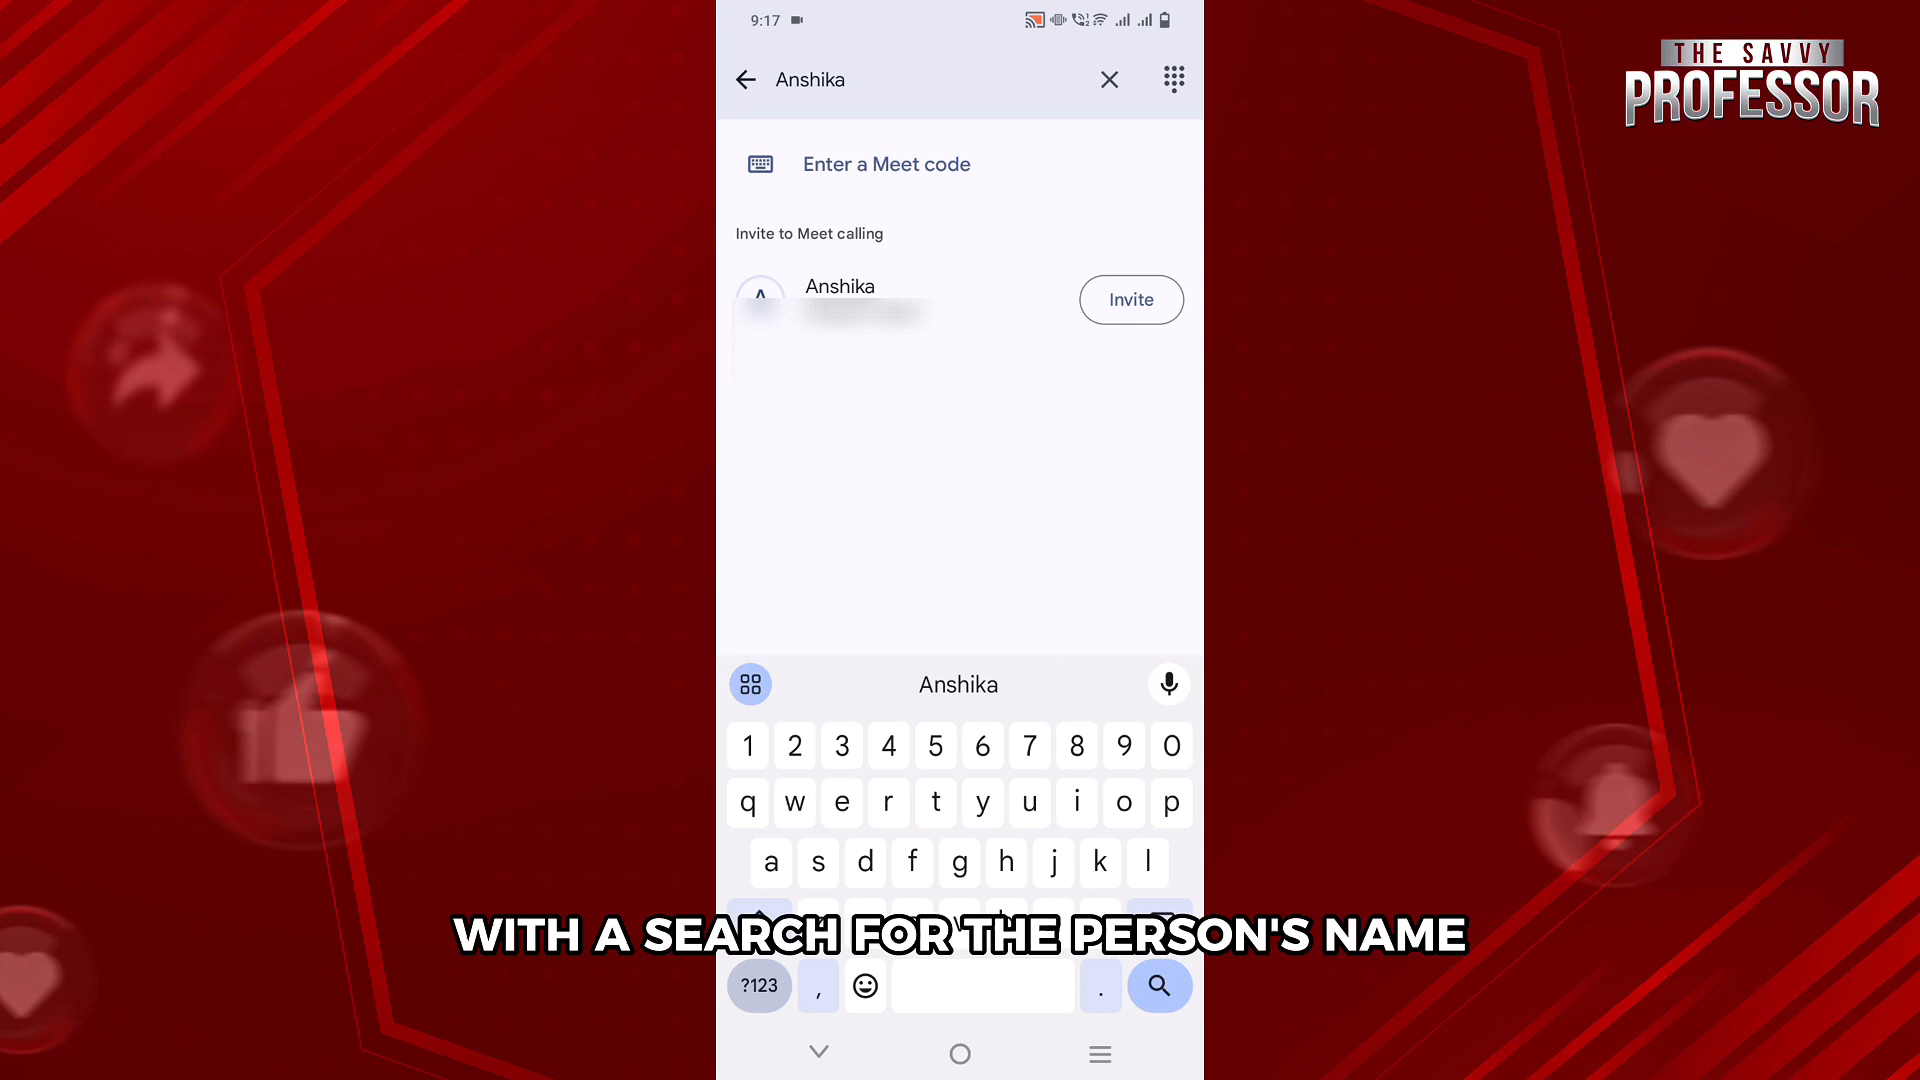 9:17
THE SAVVY
PROFESSOR
Anshika
Enter a Meet code
Invite to Meet calling
A
Anshika
Invite
Anshika
1 2 3 4 5 6 7 8 9 0
q w e r t y u i o p
a s d f g h j k l
WITH A SEARCH FOR THE PERSON'S NAME
?123 , .